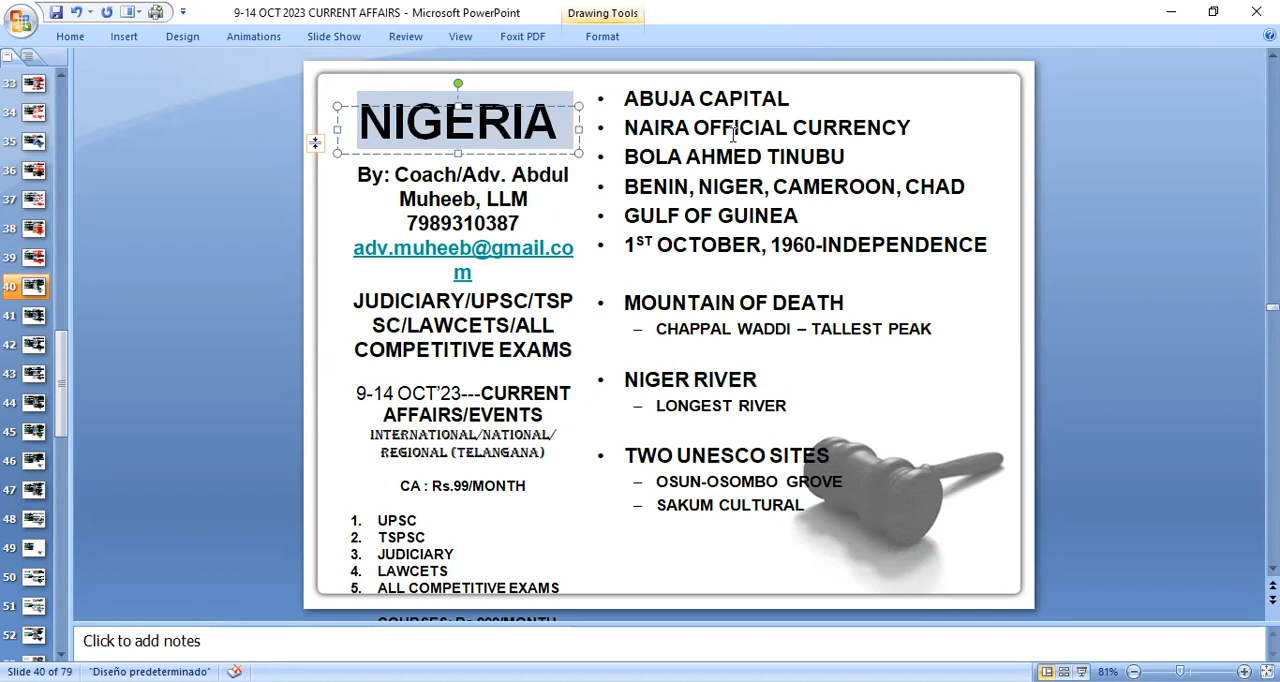 9-14 OCT 2023 CURRENT AFFAIRS - Microsoft PowerPoint
Drawing Tools
Home Insert Design Animations Slide Show Review View Foxit PDF Format
33
34
35
36
37
38
39
40
41
42
43
44
45
46
47
48
49
50
51
52
NIGERIA
By: Coach/Adv. Abdul
Muheeb, LLM
7989310387
adv.muheeb@gmail.co
m
JUDICIARY/UPSC/TSP
SC/LAWCETS/ALL
COMPETITIVE EXAMS
9-14 OCT'23---CURRENT
AFFAIRS/EVENTS
INTERNATIONAL/NATIONAL/
REGIONAL (TELANGANA)
CA : Rs.99/MONTH
1. UPSC
2. TSPSC
3. JUDICIARY
4. LAWCETS
5. ALL COMPETITIVE EXAMS
• ABUJA CAPITAL
• NAIRA OFFICIAL CURRENCY
• BOLA AHMED TINUBU
• BENIN, NIGER, CAMEROON, CHAD
• GULF OF GUINEA
• 1ST OCTOBER, 1960-INDEPENDENCE
• MOUNTAIN OF DEATH
– CHAPPAL WADDI – TALLEST PEAK
• NIGER RIVER
– LONGEST RIVER
• TWO UNESCO SITES
– OSUN-OSOMBO GROVE
– SAKUM CULTURAL
Click to add notes
Slide 40 of 79 "Diseño predeterminado" 81%